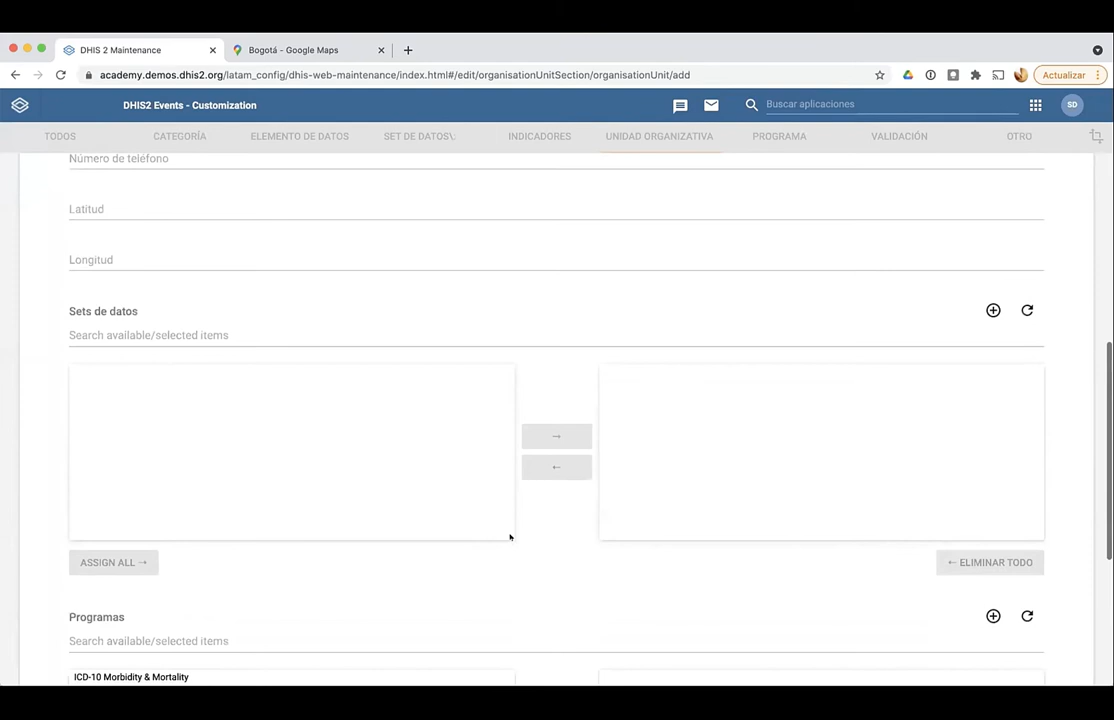 DHIS 2 Maintenance
Bogotá - Google Maps
academy.demos.dhis2.org/latam_config/dhis-web-maintenance/index.html#/edit/organisationUnitSection/organisationUnit/add
Actualizar
DHIS2 Events - Customization
Buscar aplicaciones
SD
TODOS
CATEGORÍA
ELEMENTO DE DATOS
SET DE DATOS\:
INDICADORES
UNIDAD ORGANIZATIVA
PROGRAMA
VALIDACIÓN
OTRO
Número de teléfono
Latitud
Longitud
Sets de datos
Search available/selected items
→
←
ASSIGN ALL →
← ELIMINAR TODO
Programas
Search available/selected items
ICD-10 Morbidity & Mortality